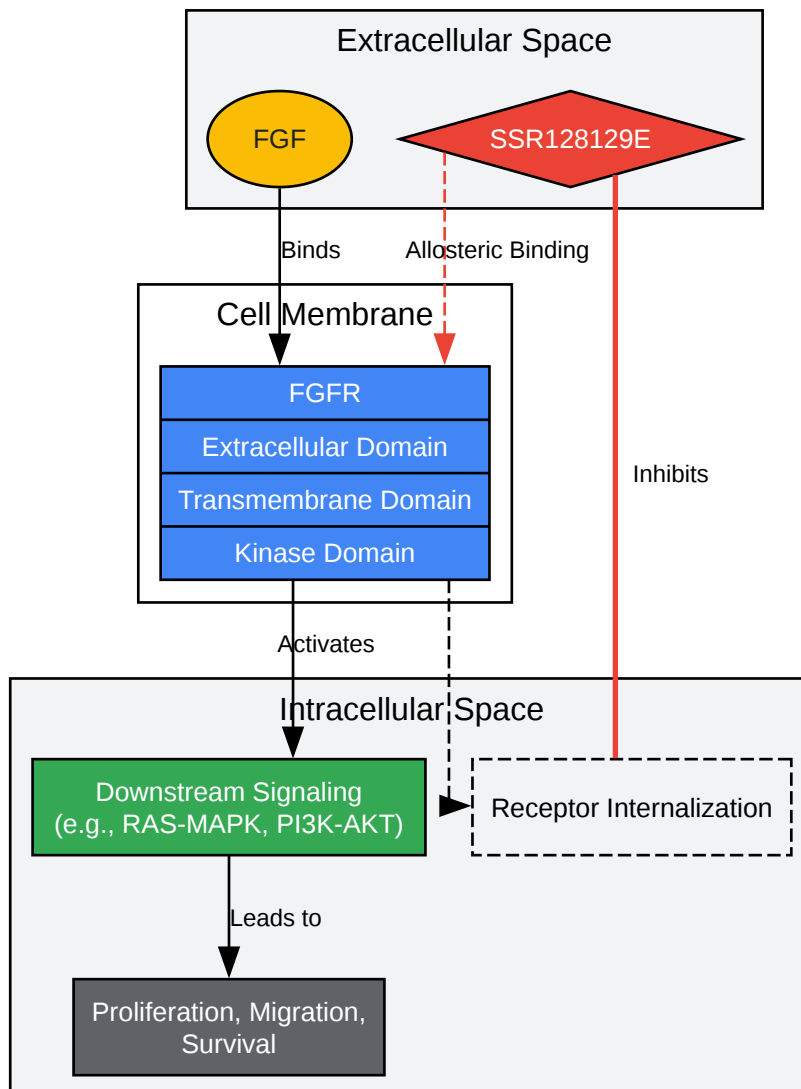 Extracellular Space
FGF
SSR128129E
Binds
Allosteric Binding
Cell Membrane
FGFR
Extracellular Domain
Transmembrane Domain
Kinase Domain
Inhibits
Activates
Intracellular Space
Downstream Signaling
(e.g., RAS-MAPK, PI3K-AKT)
Receptor Internalization
Leads to
Proliferation, Migration,
Survival